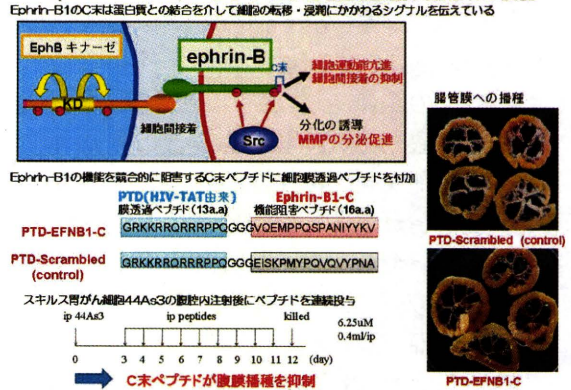 Ephrin-B1のC末は蛋白質との結合を介して細胞の転移・浸潤にかかわるシグナルを伝えている
EphB キナーゼ
ephrin-B
KD
C末
細胞運動能亢進
細胞間接着の抑制
細胞間接着
Src
分化の誘導
MMPの分泌促進
腸管膜への播種
PTD-Scrambled (control)
PTD-EFNB1-C
Ephrin-B1の機能を競合的に阻害するC末ペプチドに細胞膜透過ペプチドを付加
PTD(HIV-TAT由来)
膜透過ペプチド(13a.a)
Ephrin-B1-C
機能阻害ペプチド(16a.a)
PTD-EFNB1-C
GRKKRRQRRRPPQGGGVQEMPPQSPANIYYKV
PTD-Scrambled
(control)
GRKKRRQRRRPPQGGGEISKPMYPQVQVYPNA
スキルス胃がん細胞44As3の腹腔内注射後にペプチドを連続投与
ip 44As3
ip peptides
killed
6.25uM
0.4ml/ip
0 3 4 5 6 7 8 9 10 11 12 (day)
C末ペプチドが腹膜播種を抑制